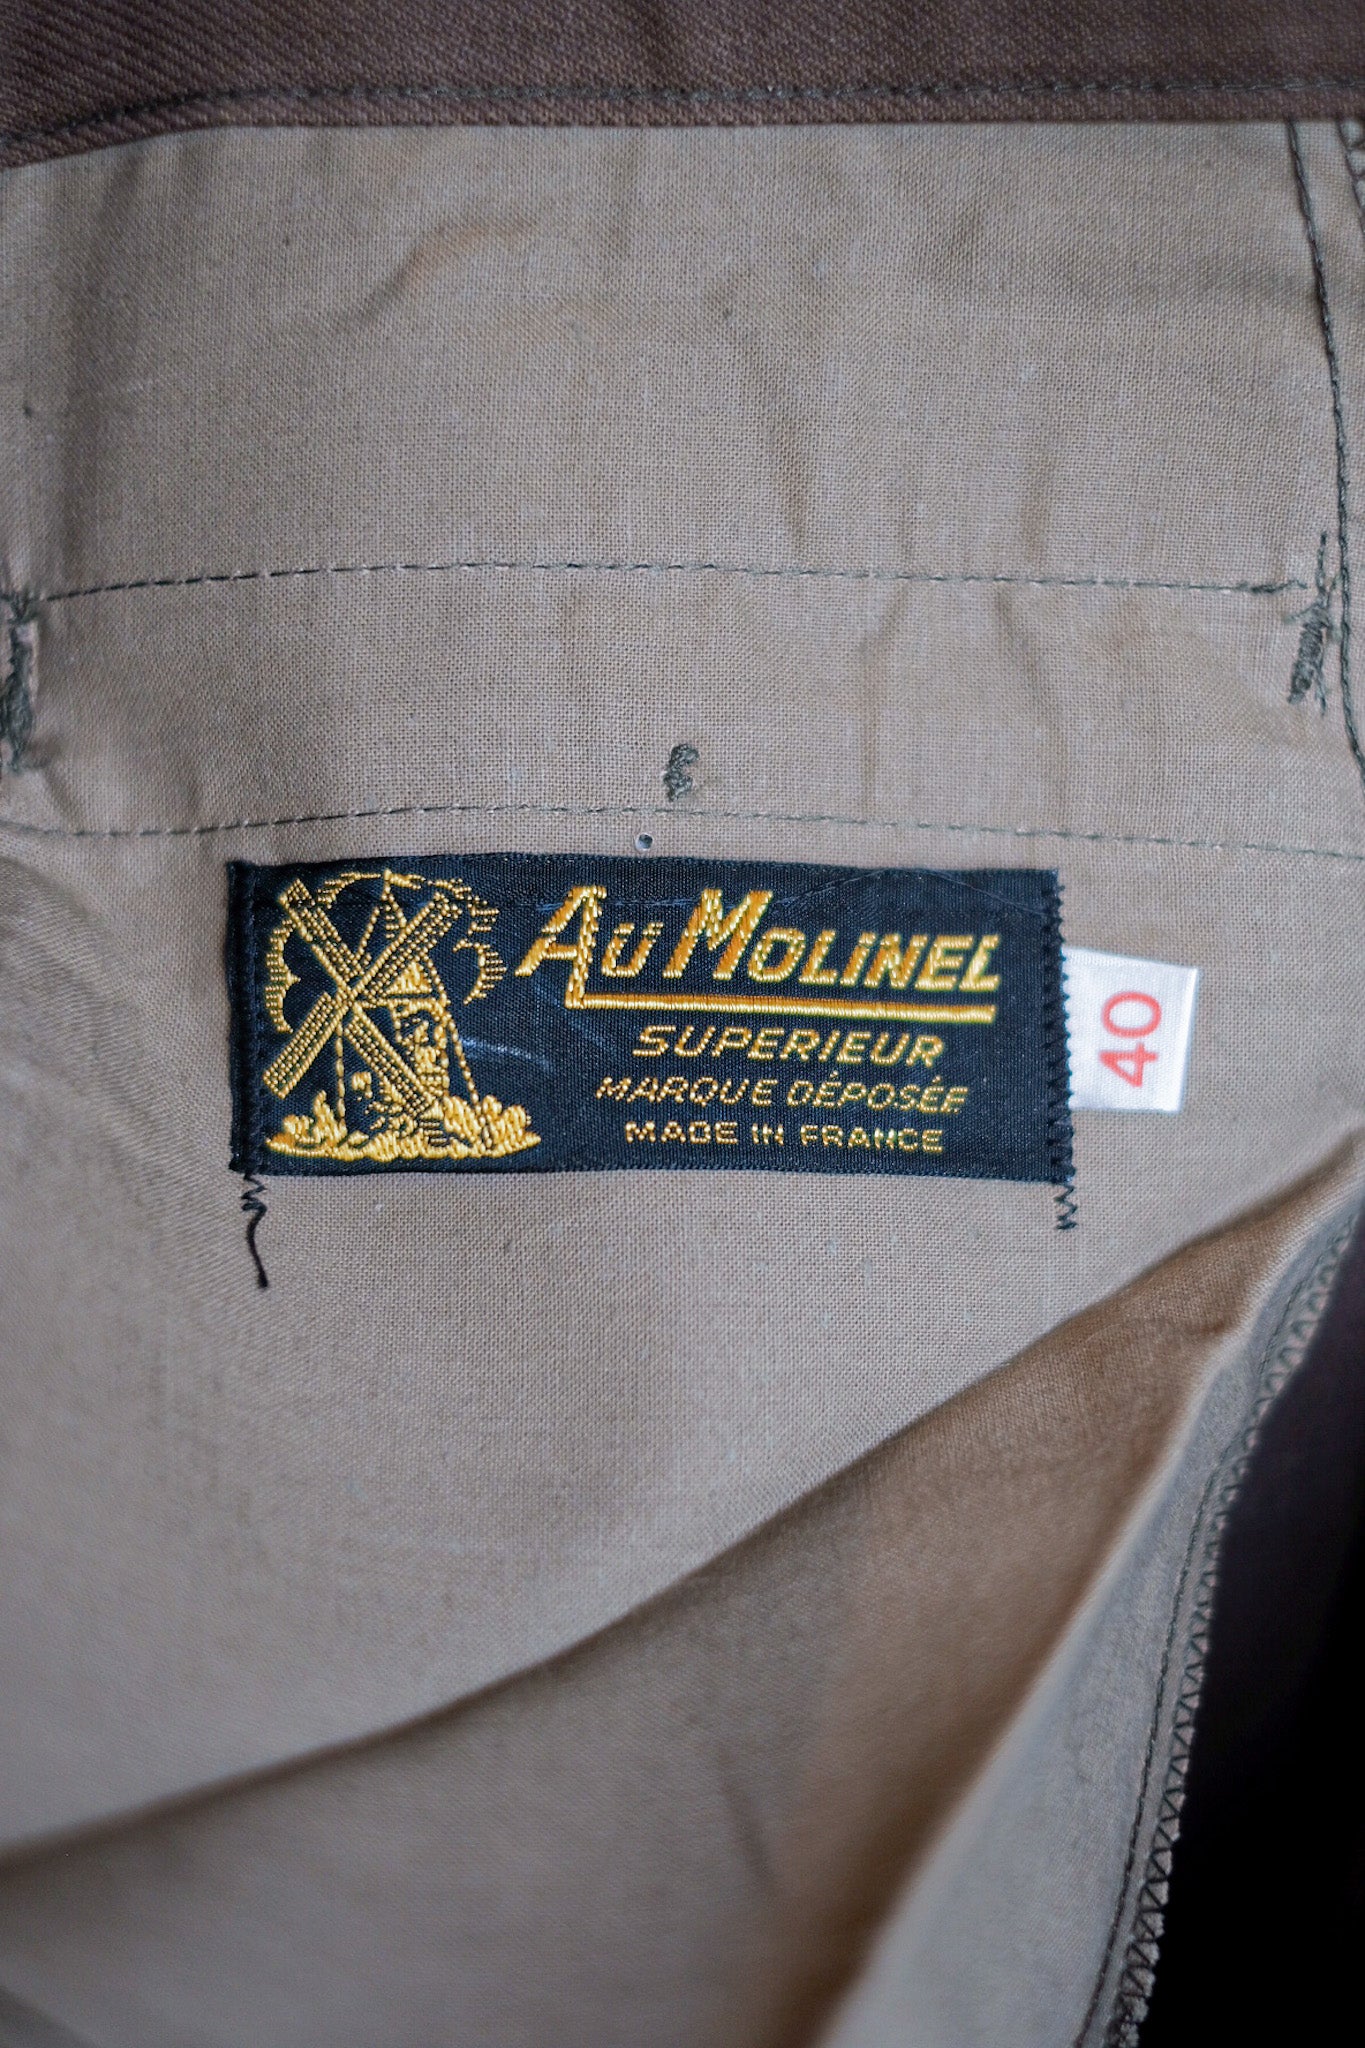 Au Molinel
SUPERIEUR
MARQUE DÉPOSÉE
MADE IN FRANCE
40